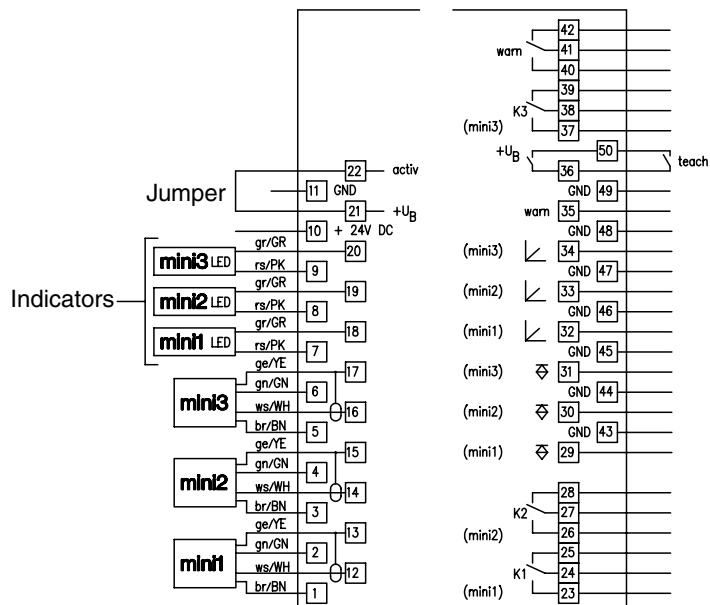 42
warn 41
40
39
K3 38
(mini3) 37
+UB 50
36 teach
22 activ
GND 49
Jumper 11 GND
21 +UB
warn 35
10 + 24V DC
GND 48
gr/GR 20
(mini3) 34
mini3 LED
rs/PK 9
GND 47
gr/GR 19
(mini2) 33
Indicators mini2 LED
rs/PK 8
GND 46
gr/GR 18
(mini1) 32
mini1 LED
rs/PK 7
GND 45
ge/YE 17
(mini3) 31
gn/GN 6
GND 44
mini3
ws/WH 16
(mini2) 30
br/BN 5
GND 43
ge/YE 15
(mini1) 29
gn/GN 4
mini2
ws/WH 14
28
br/BN 3
K2 27
ge/YE 13
(mini2) 26
gn/GN 2
25
mini1
ws/WH 12
K1 24
br/BN 1
(mini1) 23